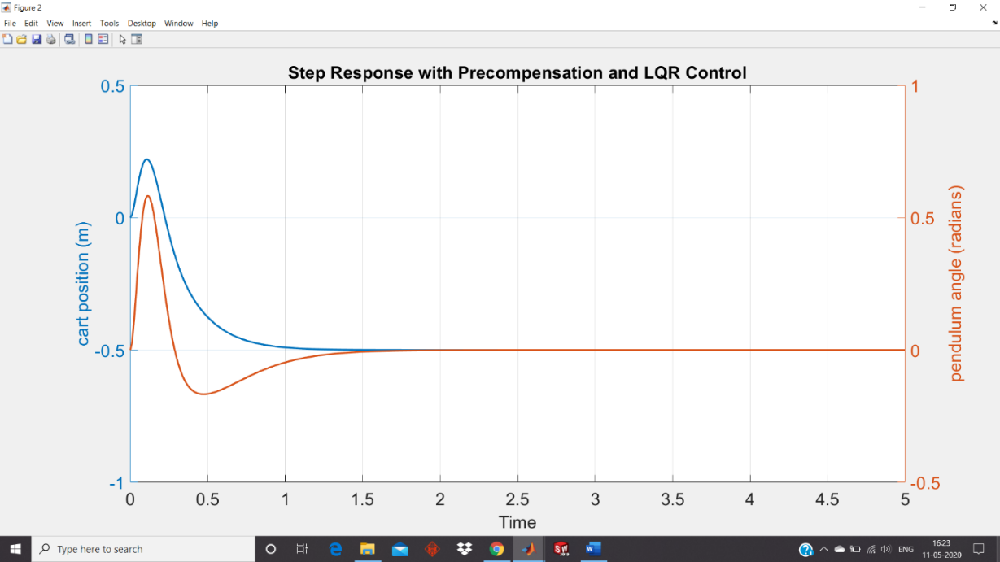 Figure 2
File Edit View Insert Tools Desktop Window Help
Step Response with Precompensation and LQR Control
0.5
0
-0.5
-1
cart position (m)
1
0.5
0
-0.5
pendulum angle (radians)
0 0.5 1 1.5 2 2.5 3 3.5 4 4.5 5
Time
Type here to search
SW
2019
W
ENG
16:23
11-05-2020